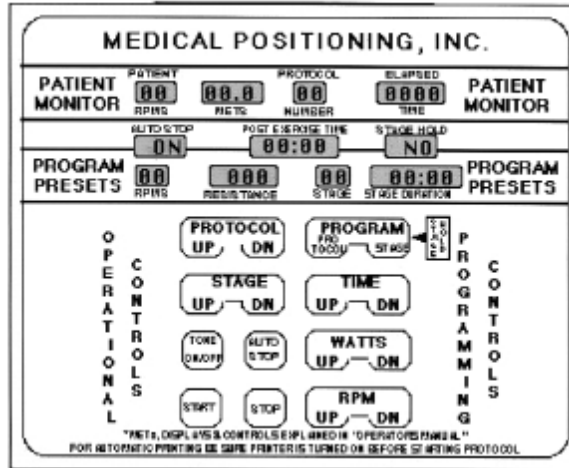 MEDICAL POSITIONING, INC.
PATIENT MONITOR
PATIENT 00 RPMS
00.0 METS
PROTOCOL 00 NUMBER
ELAPSED 0000 TIME
PATIENT MONITOR
AUTO STOP ON
POST EXERCISE TIME 00:00
STAGE HOLD NO
PROGRAM PRESETS
00 RPMS
000 RESISTANCE
00 STAGE
00:00 STAGE DURATION
PROGRAM PRESETS
OPERATIONAL CONTROLS
PROTOCOL
UP DN
PROGRAM
PRO TOCOL STAGE
STAGE HOLD
STAGE
UP DN
TIME
UP DN
TONE ON/OFF
AUTO STOP
WATTS
UP DN
START
STOP
RPM
UP DN
PROGRAMMING CONTROLS
"METs, DISPLAYS & CONTROLS EXPLAINED IN "OPERATORS MANUAL"
FOR AUTOMATIC PRINTING BE SURE PRINTER IS TURNED ON BEFORE STARTING PROTOCOL